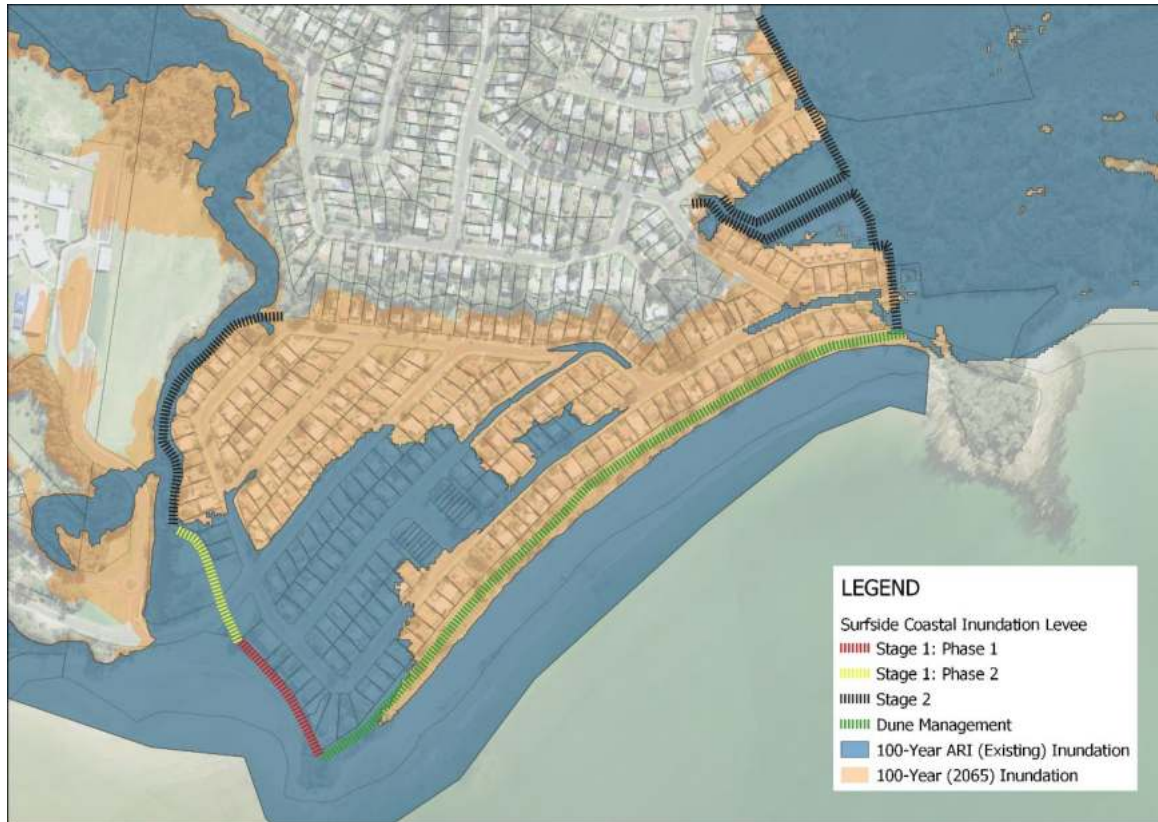 LEGEND
Surfside Coastal Inundation Levee
Stage 1: Phase 1
Stage 1: Phase 2
Stage 2
Dune Management
100-Year ARI (Existing) Inundation
100-Year (2065) Inundation